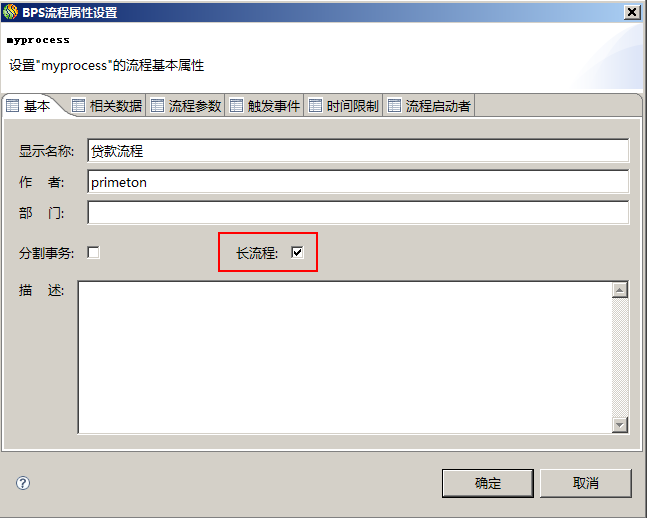 BPS流程属性设置
myprocess
设置"myprocess"的流程基本属性
基本 相关数据 流程参数 触发事件 时间限制 流程启动者
显示名称: 贷款流程
作 者: primeton
部 门:
分割事务: 长流程:
描 述:
? 确定 取消